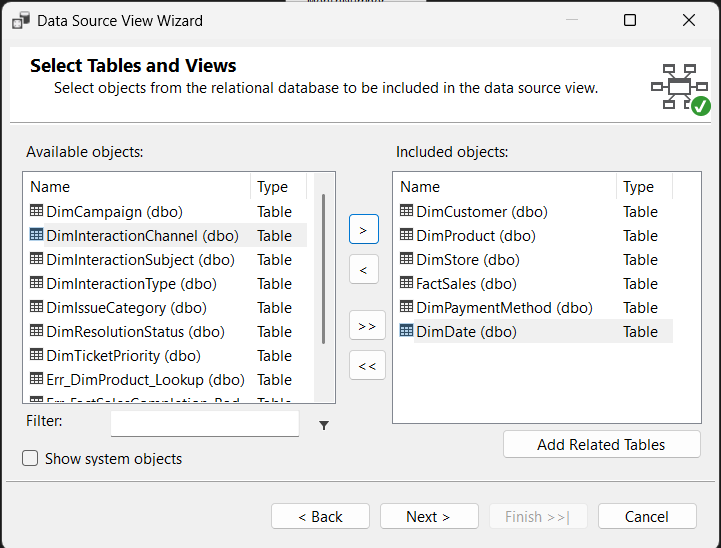 Data Source View Wizard
Select Tables and Views
Select objects from the relational database to be included in the data source view.
Available objects:
Name Type
DimCampaign (dbo) Table
DimInteractionChannel (dbo) Table
DimInteractionSubject (dbo) Table
DimInteractionType (dbo) Table
DimIssueCategory (dbo) Table
DimResolutionStatus (dbo) Table
DimTicketPriority (dbo) Table
Err_DimProduct_Lookup (dbo) Table
>
<
>>
<<
Included objects:
Name Type
DimCustomer (dbo) Table
DimProduct (dbo) Table
DimStore (dbo) Table
FactSales (dbo) Table
DimPaymentMethod (dbo) Table
DimDate (dbo) Table
Filter:
Show system objects
Add Related Tables
< Back
Next >
Finish >>|
Cancel